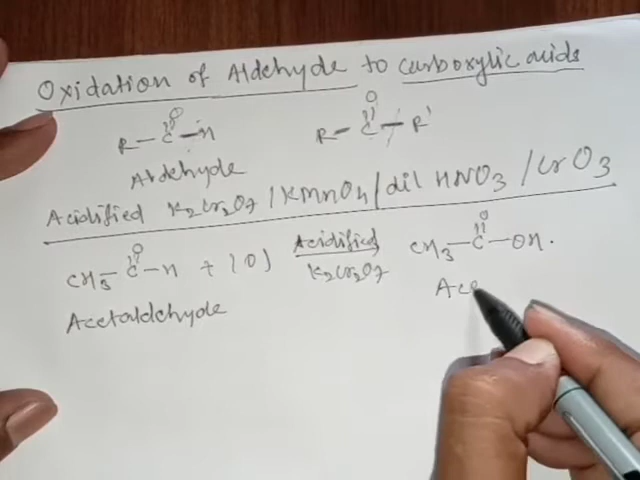 Oxidation of Aldehyde to carboxylic acids
O O
R-C-H R-C-R'
Aldehyde
Acidified K2Cr2O7 / KMnO4 / dil HNO3 / CrO3
O O
CH3-C-H + (O) Acidified K2Cr2O7 CH3-C-OH.
Acetaldehyde Ace